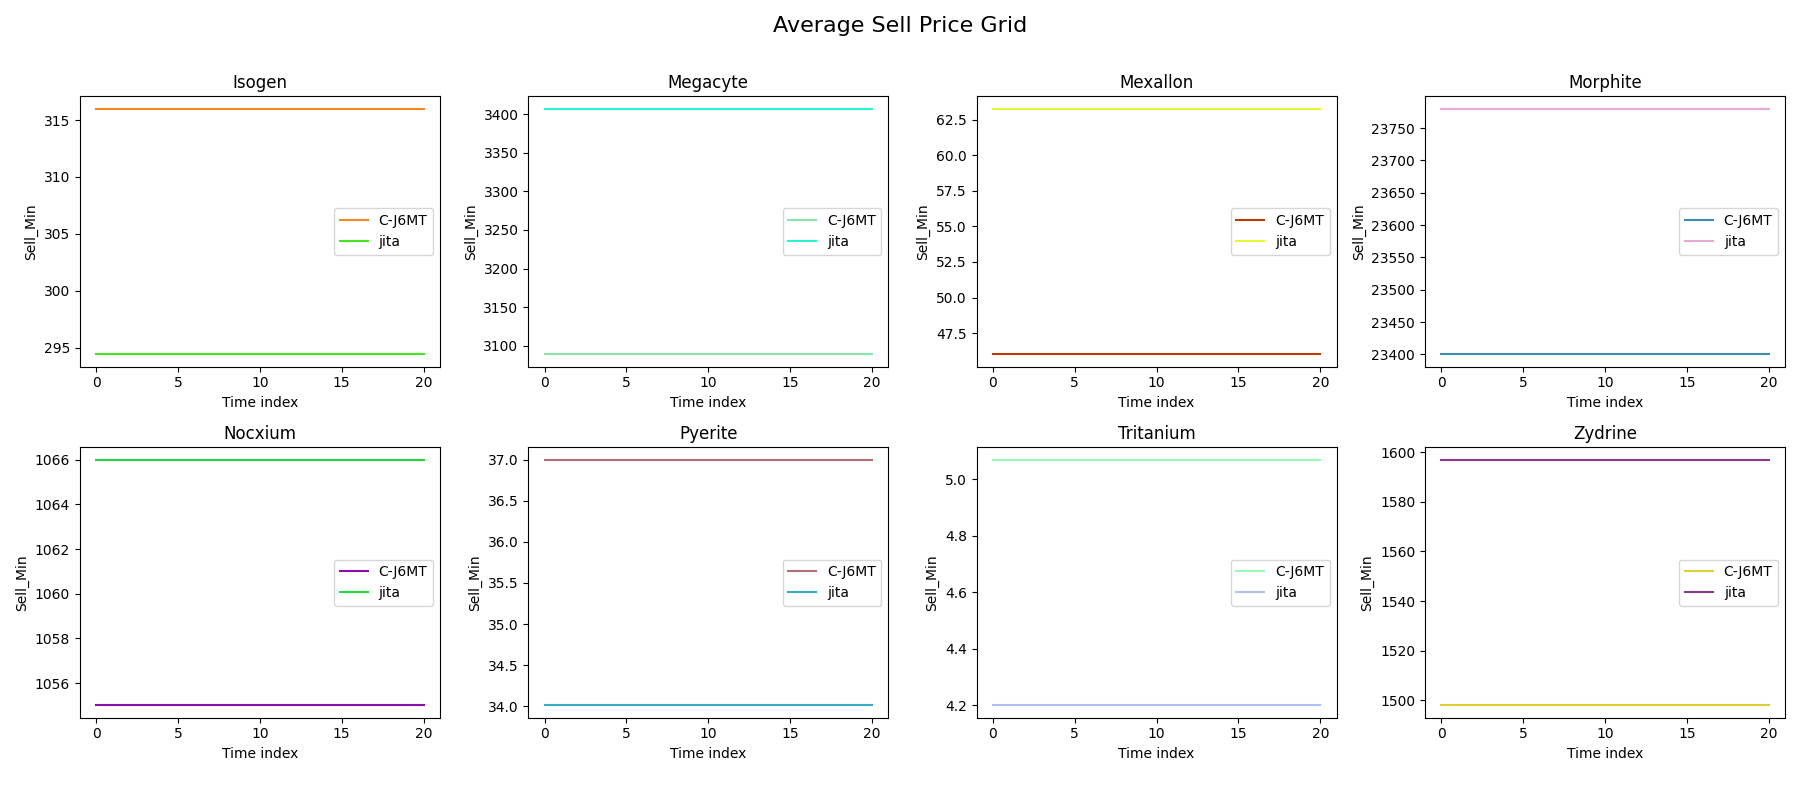 Average Sell Price Grid
Isogen
Sell_Min
315
310
305
300
295
0 5 10 15 20
Time index
C-J6MT
jita
Megacyte
Sell_Min
3400
3350
3300
3250
3200
3150
3100
0 5 10 15 20
Time index
C-J6MT
jita
Mexallon
Sell_Min
62.5
60.0
57.5
55.0
52.5
50.0
47.5
0 5 10 15 20
Time index
C-J6MT
jita
Morphite
Sell_Min
23750
23700
23650
23600
23550
23500
23450
23400
0 5 10 15 20
Time index
C-J6MT
jita
Nocxium
Sell_Min
1066
1064
1062
1060
1058
1056
0 5 10 15 20
Time index
C-J6MT
jita
Pyerite
Sell_Min
37.0
36.5
36.0
35.5
35.0
34.5
34.0
0 5 10 15 20
Time index
C-J6MT
jita
Tritanium
Sell_Min
5.0
4.8
4.6
4.4
4.2
0 5 10 15 20
Time index
C-J6MT
jita
Zydrine
Sell_Min
1600
1580
1560
1540
1520
1500
0 5 10 15 20
Time index
C-J6MT
jita